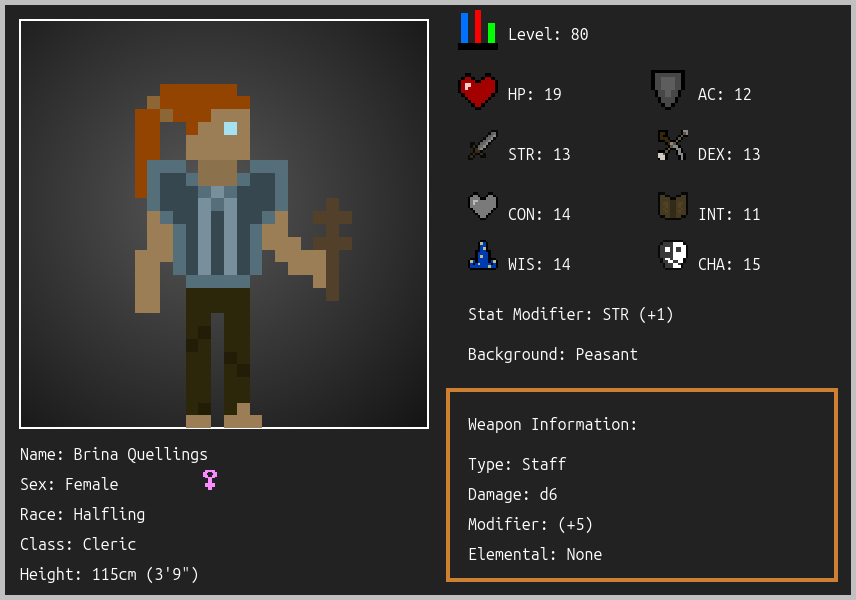 Level: 80
HP: 19
AC: 12
STR: 13
DEX: 13
CON: 14
INT: 11
WIS: 14
CHA: 15
Stat Modifier: STR (+1)
Background: Peasant
Weapon Information:
Type: Staff
Damage: d6
Modifier: (+5)
Elemental: None
Name: Brina Quellings
Sex: Female
Race: Halfling
Class: Cleric
Height: 115cm (3'9")